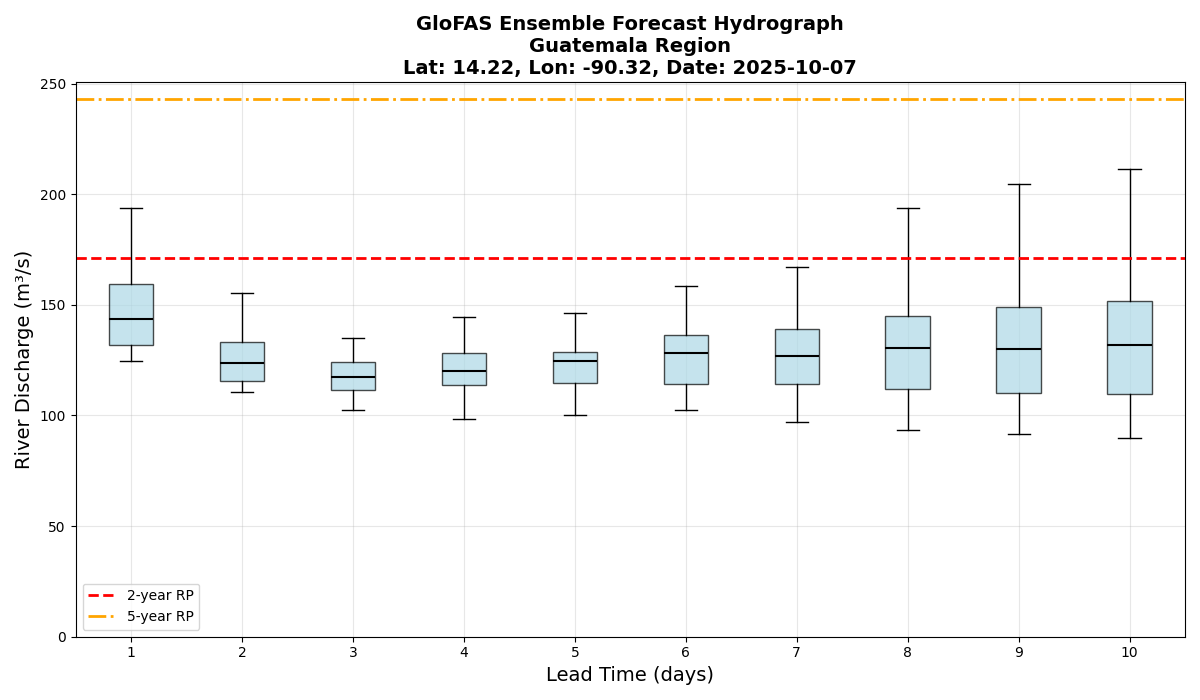 GloFAS Ensemble Forecast Hydrograph
Guatemala Region
Lat: 14.22, Lon: -90.32, Date: 2025-10-07
River Discharge (m³/s)
250
200
150
100
50
0
2-year RP
5-year RP
1 2 3 4 5 6 7 8 9 10
Lead Time (days)